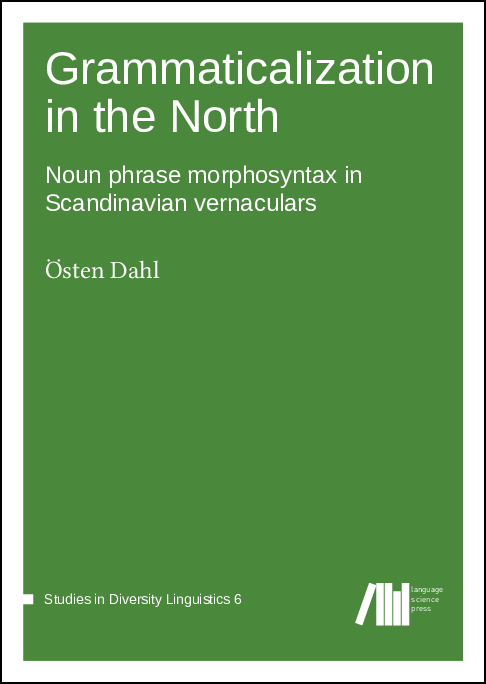 Grammaticalization
in the North
Noun phrase morphosyntax in
Scandinavian vernaculars
Östen Dahl
Studies in Diversity Linguistics 6
language
science
press